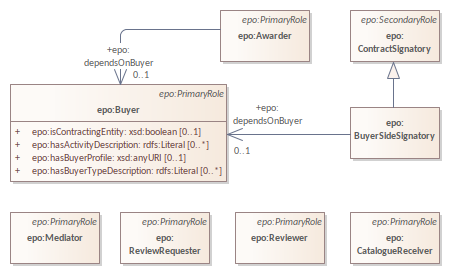 epo:PrimaryRole
epo:Awarder
epo:SecondaryRole
epo:
ContractSignatory
+epo:
dependsOnBuyer
0..1
epo:PrimaryRole
epo:Buyer
+ epo:isContractingEntity: xsd:boolean [0..1]
+ epo:hasActivityDescription: rdfs:Literal [0..*]
+ epo:hasBuyerProfile: xsd:anyURI [0..1]
+ epo:hasBuyerTypeDescription: rdfs:Literal [0..*]
+epo:
dependsOnBuyer
0..1
epo:
BuyerSideSignatory
epo:PrimaryRole
epo:Mediator
epo:PrimaryRole
epo:
ReviewRequester
epo:PrimaryRole
epo:Reviewer
epo:PrimaryRole
epo:
CatalogueReceiver